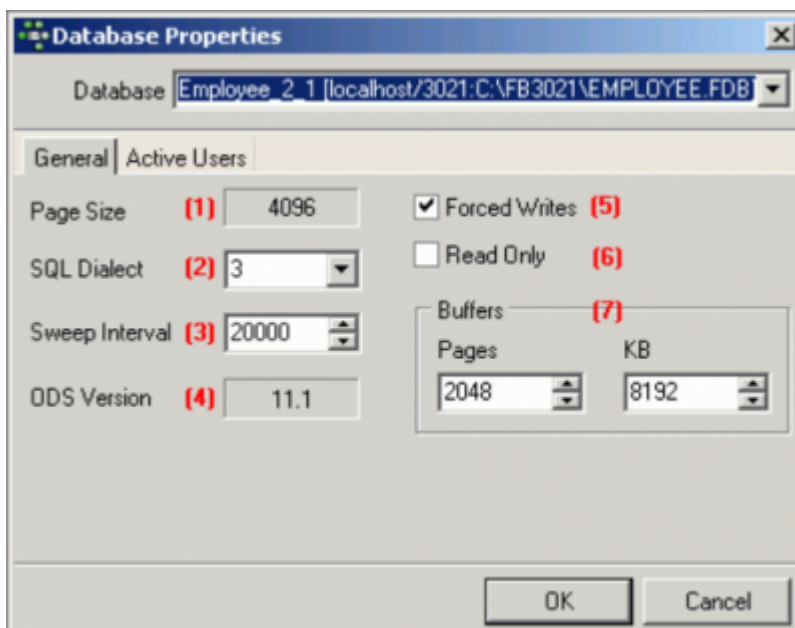 Database Properties
Database Employee_2_1 [localhost/3021:C:\FB3021\EMPLOYEE.FDB
General Active Users
Page Size (1) 4096
SQL Dialect (2) 3
Sweep Interval (3) 20000
ODS Version (4) 11.1
Forced Writes (5)
Read Only (6)
Buffers (7)
Pages KB
2048 8192
OK Cancel